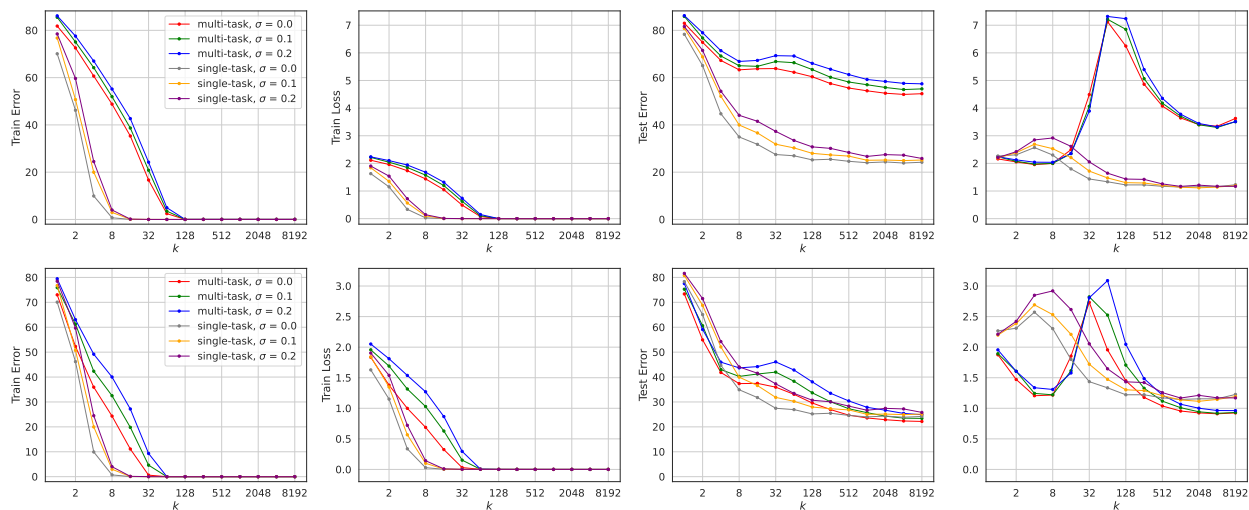 Train Error
80
60
40
20
0
2 8 32 128 512 2048 8192
k
multi-task, σ = 0.0
multi-task, σ = 0.1
multi-task, σ = 0.2
single-task, σ = 0.0
single-task, σ = 0.1
single-task, σ = 0.2
Train Loss
7
6
5
4
3
2
1
0
2 8 32 128 512 2048 8192
k
Test Error
80
60
40
20
0
2 8 32 128 512 2048 8192
k
7
6
5
4
3
2
1
0
2 8 32 128 512 2048 8192
k
Train Error
80
70
60
50
40
30
20
10
0
2 8 32 128 512 2048 8192
k
multi-task, σ = 0.0
multi-task, σ = 0.1
multi-task, σ = 0.2
single-task, σ = 0.0
single-task, σ = 0.1
single-task, σ = 0.2
Train Loss
3.0
2.5
2.0
1.5
1.0
0.5
0.0
2 8 32 128 512 2048 8192
k
Test Error
80
70
60
50
40
30
20
10
0
2 8 32 128 512 2048 8192
k
3.0
2.5
2.0
1.5
1.0
0.5
0.0
2 8 32 128 512 2048 8192
k